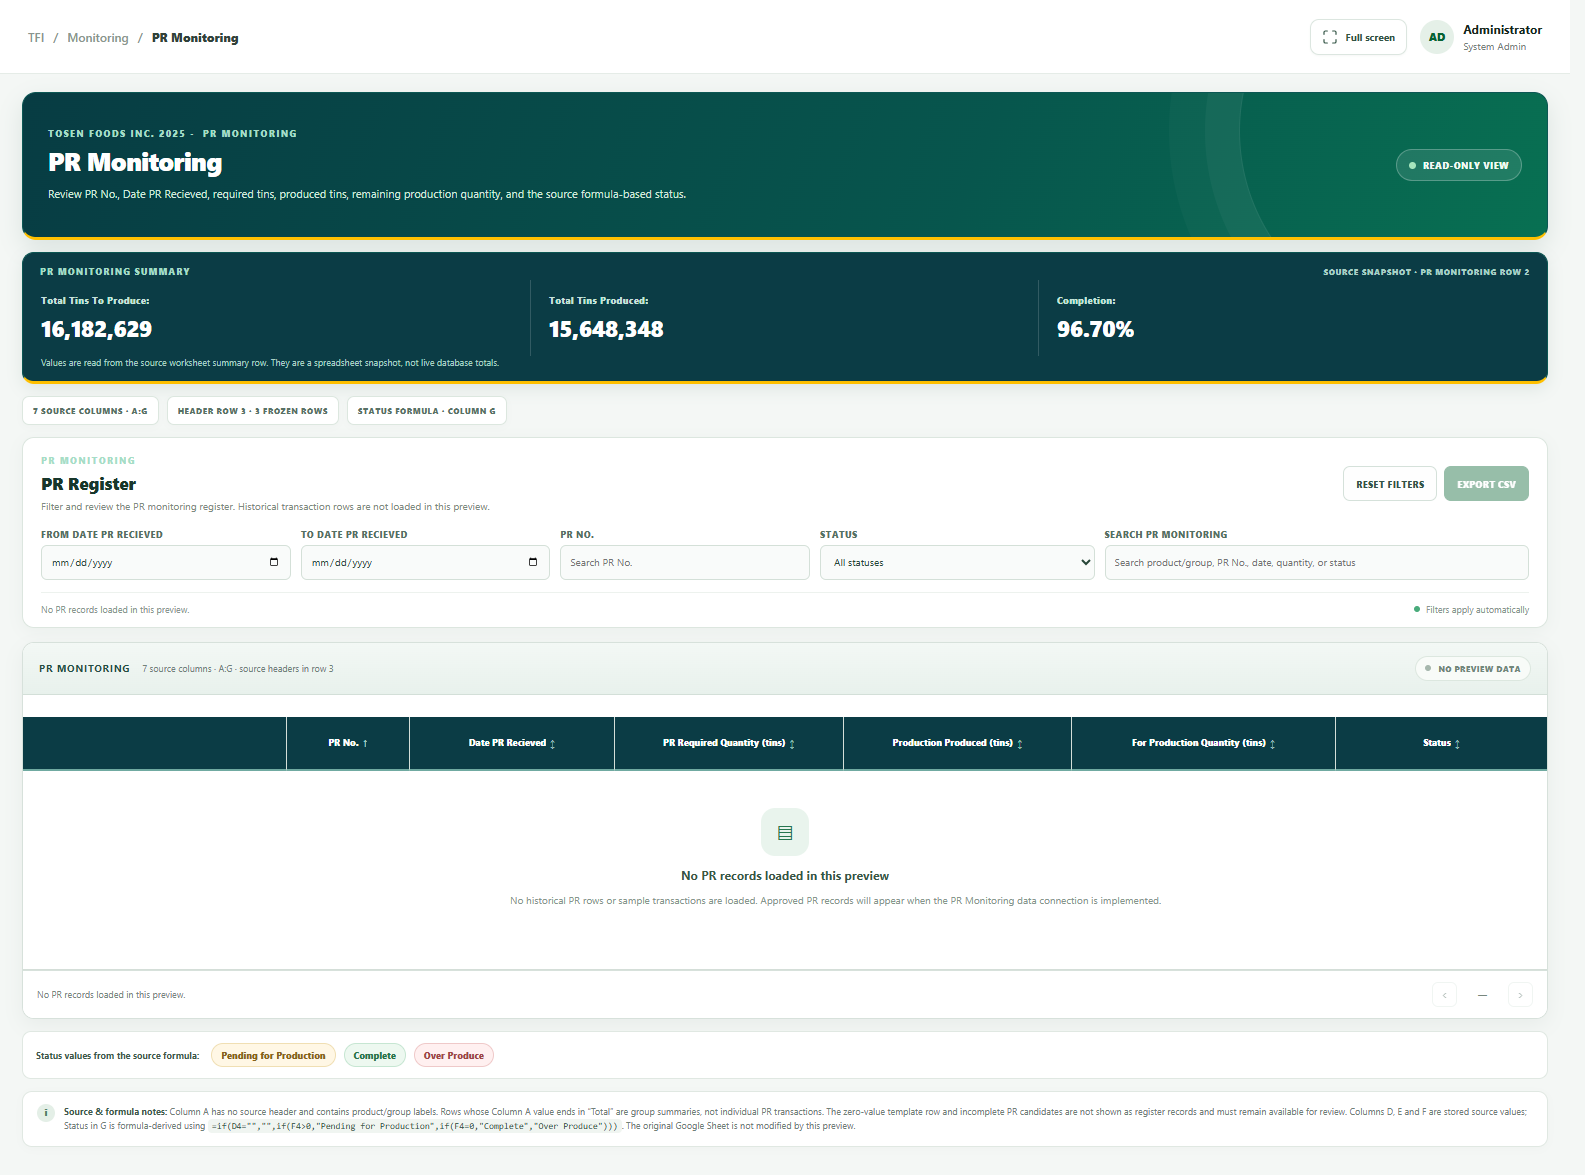 TFI / Monitoring / PR Monitoring
Full screen
AD
Administrator
System Admin
TOSEN FOODS INC. 2025 - PR MONITORING
PR Monitoring
Review PR No., Date PR Recieved, required tins, produced tins, remaining production quantity, and the source formula-based status.
READ-ONLY VIEW
PR MONITORING SUMMARY
SOURCE SNAPSHOT · PR MONITORING ROW 2
Total Tins To Produce:
16,182,629
Total Tins Produced:
15,648,348
Completion:
96.70%
Values are read from the source worksheet summary row. They are a spreadsheet snapshot, not live database totals.
7 SOURCE COLUMNS · A:G
HEADER ROW 3 · 3 FROZEN ROWS
STATUS FORMULA · COLUMN G
PR MONITORING
PR Register
Filter and review the PR monitoring register. Historical transaction rows are not loaded in this preview.
RESET FILTERS
EXPORT CSV
FROM DATE PR RECIEVED
TO DATE PR RECIEVED
PR NO.
STATUS
SEARCH PR MONITORING
mm/dd/yyyy
mm/dd/yyyy
Search PR No.
All statuses
Search product/group, PR No., date, quantity, or status
No PR records loaded in this preview.
Filters apply automatically
PR MONITORING
7 source columns · A:G · source headers in row 3
NO PREVIEW DATA
PR No. ↑
Date PR Recieved ↕
PR Required Quantity (tins) ↕
Production Produced (tins) ↕
For Production Quantity (tins) ↕
Status ↕
No PR records loaded in this preview
No historical PR rows or sample transactions are loaded. Approved PR records will appear when the PR Monitoring data connection is implemented.
No PR records loaded in this preview.
‹ — ›
Status values from the source formula:
Pending for Production
Complete
Over Produce
i
Source & formula notes: Column A has no source header and contains product/group labels. Rows whose Column A value ends in “Total” are group summaries, not individual PR transactions. The zero-value template row and incomplete PR candidates are not shown as register records and must remain available for review. Columns D, E and F are stored source values;
Status in G is formula-derived using =if(D4="","",if(F4>0,"Pending for Production",if(F4=0,"Complete","Over Produce"))). The original Google Sheet is not modified by this preview.